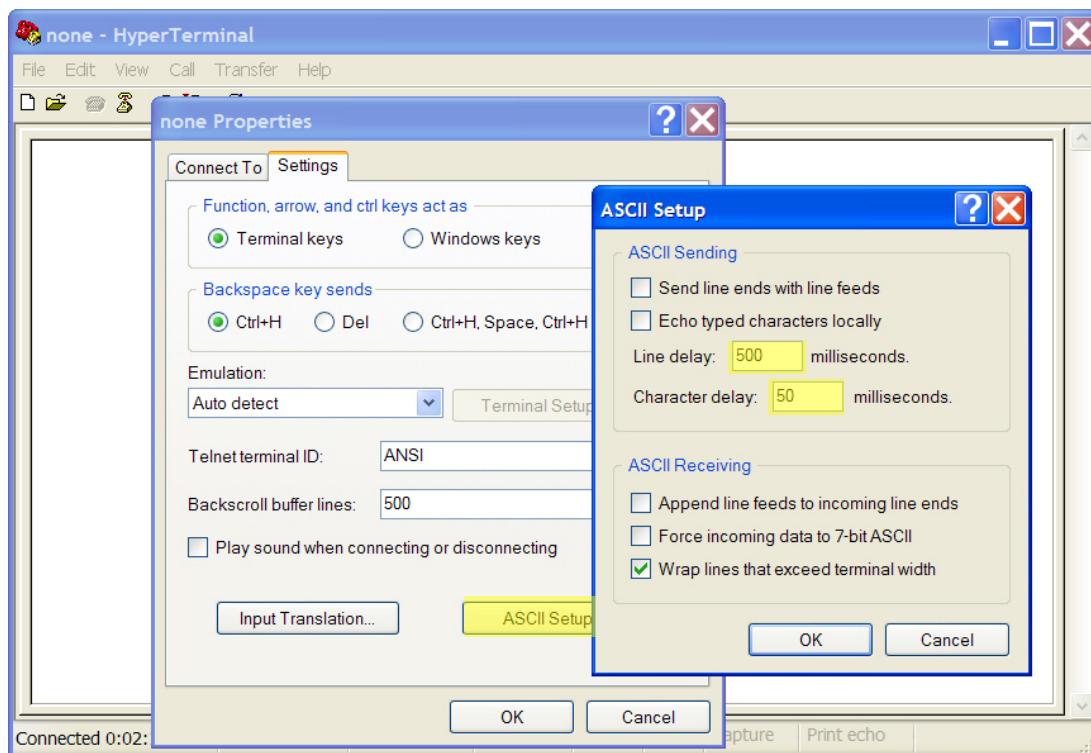 none - HyperTerminal
File Edit View Call Transfer Help
none Properties
Connect To Settings
Function, arrow, and ctrl keys act as
Terminal keys Windows keys
Backspace key sends
Ctrl+H Del Ctrl+H, Space, Ctrl+H
Emulation:
Auto detect Terminal Setup
Telnet terminal ID: ANSI
Backscroll buffer lines: 500
Play sound when connecting or disconnecting
Input Translation... ASCII Setup
OK Cancel
ASCII Setup
ASCII Sending
Send line ends with line feeds
Echo typed characters locally
Line delay: 500 milliseconds.
Character delay: 50 milliseconds.
ASCII Receiving
Append line feeds to incoming line ends
Force incoming data to 7-bit ASCII
Wrap lines that exceed terminal width
OK Cancel
Connected 0:02: apture Print echo